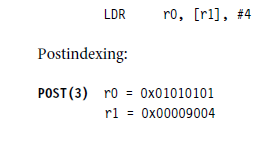 LDR r0, [r1], #4
Postindexing:
POST(3) r0 = 0x01010101
r1 = 0x00009004